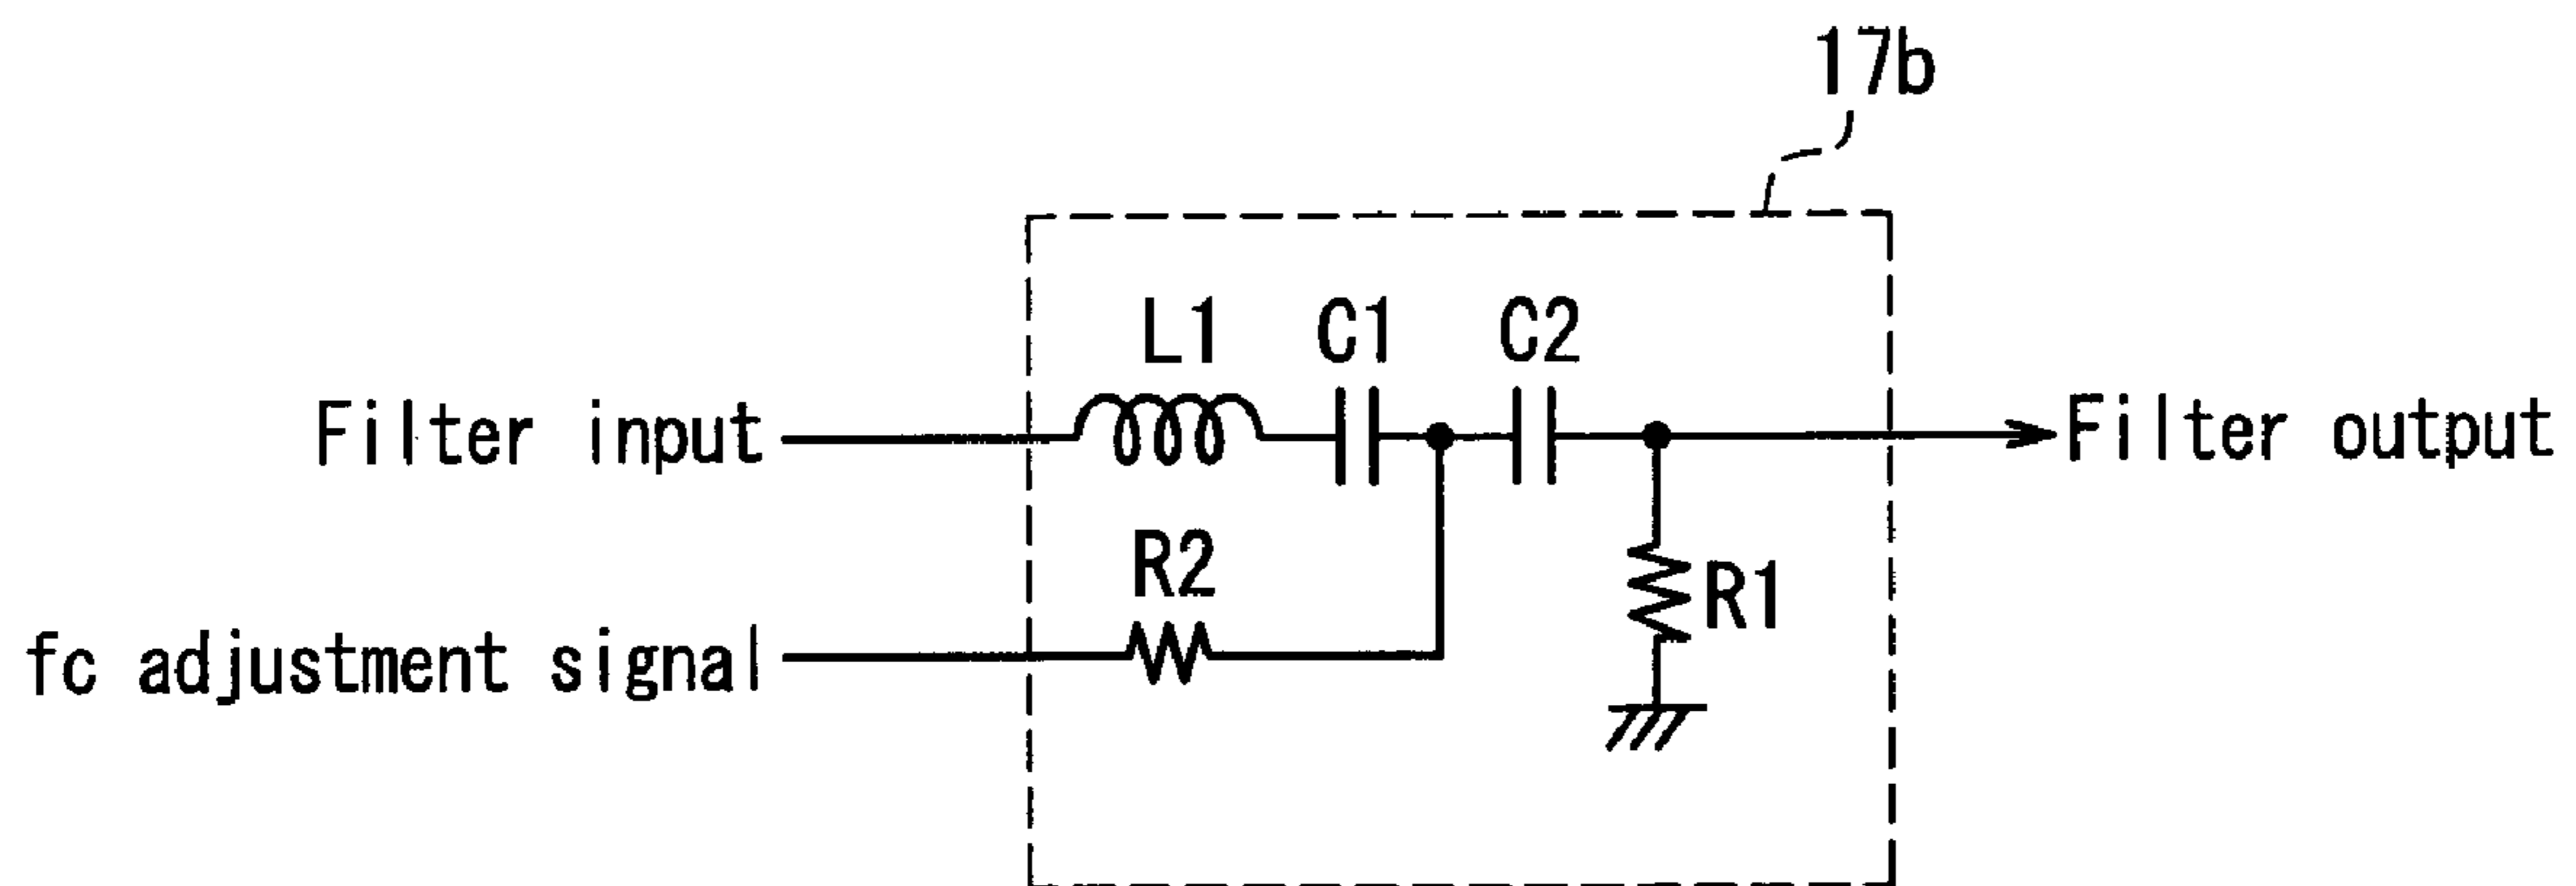 17b
L1 C1 C2
Filter input
Filter output
R2
R1
fc adjustment signal